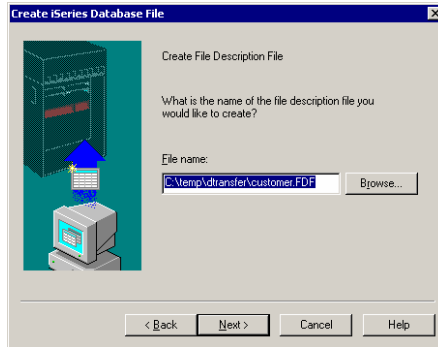 Create iSeries Database File
Create File Description File
What is the name of the file description file you
would like to create?
File name:
C:\temp\dtransfer\customer.FDF
Browse...
< Back
Next >
Cancel
Help